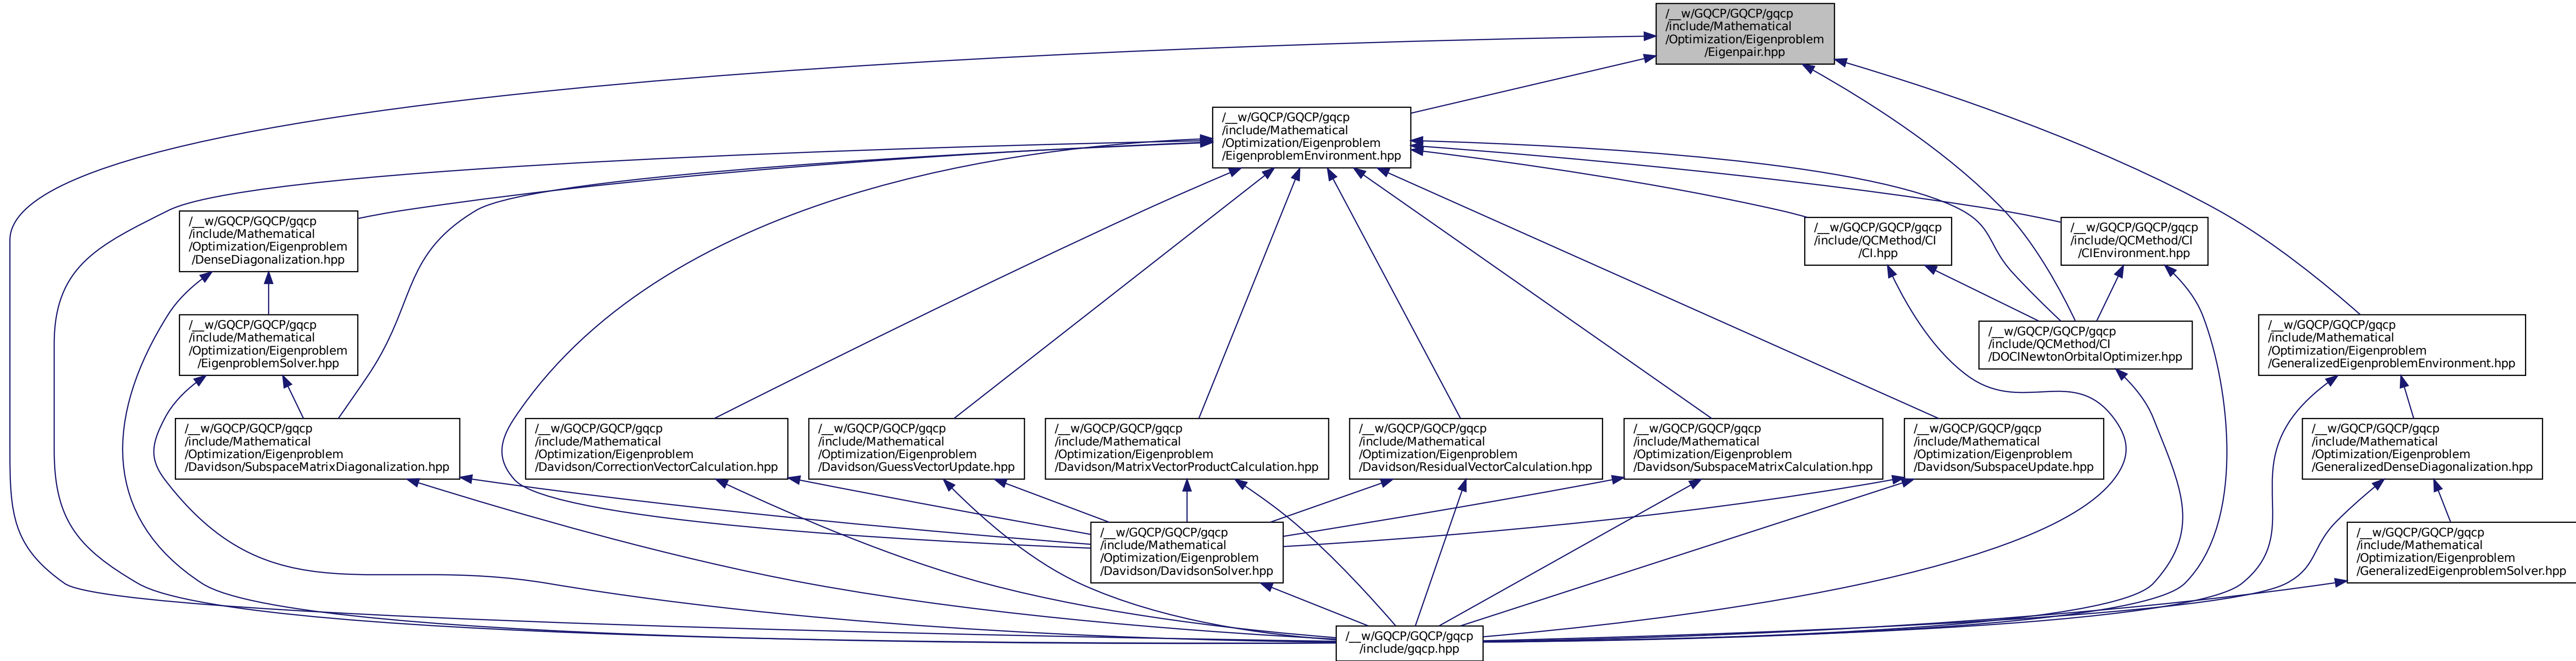 /__w/GQCP/GQCP/gqcp
/include/Mathematical
/Optimization/Eigenproblem
/Eigenpair.hpp
/__w/GQCP/GQCP/gqcp
/include/Mathematical
/Optimization/Eigenproblem
/EigenproblemEnvironment.hpp
/__w/GQCP/GQCP/gqcp
/include/Mathematical
/Optimization/Eigenproblem
/DenseDiagonalization.hpp
/__w/GQCP/GQCP/gqcp
/include/QCMethod/CI
/CI.hpp
/__w/GQCP/GQCP/gqcp
/include/QCMethod/CI
/CIEnvironment.hpp
/__w/GQCP/GQCP/gqcp
/include/Mathematical
/Optimization/Eigenproblem
/EigenproblemSolver.hpp
/__w/GQCP/GQCP/gqcp
/include/QCMethod/CI
/DOCINewtonOrbitalOptimizer.hpp
/__w/GQCP/GQCP/gqcp
/include/Mathematical
/Optimization/Eigenproblem
/GeneralizedEigenproblemEnvironment.hpp
/__w/GQCP/GQCP/gqcp
/include/Mathematical
/Optimization/Eigenproblem
/Davidson/SubspaceMatrixDiagonalization.hpp
/__w/GQCP/GQCP/gqcp
/include/Mathematical
/Optimization/Eigenproblem
/Davidson/CorrectionVectorCalculation.hpp
/__w/GQCP/GQCP/gqcp
/include/Mathematical
/Optimization/Eigenproblem
/Davidson/GuessVectorUpdate.hpp
/__w/GQCP/GQCP/gqcp
/include/Mathematical
/Optimization/Eigenproblem
/Davidson/MatrixVectorProductCalculation.hpp
/__w/GQCP/GQCP/gqcp
/include/Mathematical
/Optimization/Eigenproblem
/Davidson/ResidualVectorCalculation.hpp
/__w/GQCP/GQCP/gqcp
/include/Mathematical
/Optimization/Eigenproblem
/Davidson/SubspaceMatrixCalculation.hpp
/__w/GQCP/GQCP/gqcp
/include/Mathematical
/Optimization/Eigenproblem
/Davidson/SubspaceUpdate.hpp
/__w/GQCP/GQCP/gqcp
/include/Mathematical
/Optimization/Eigenproblem
/GeneralizedDenseDiagonalization.hpp
/__w/GQCP/GQCP/gqcp
/include/Mathematical
/Optimization/Eigenproblem
/Davidson/DavidsonSolver.hpp
/__w/GQCP/GQCP/gqcp
/include/Mathematical
/Optimization/Eigenproblem
/GeneralizedEigenproblemSolver.hpp
/__w/GQCP/GQCP/gqcp
/include/gqcp.hpp